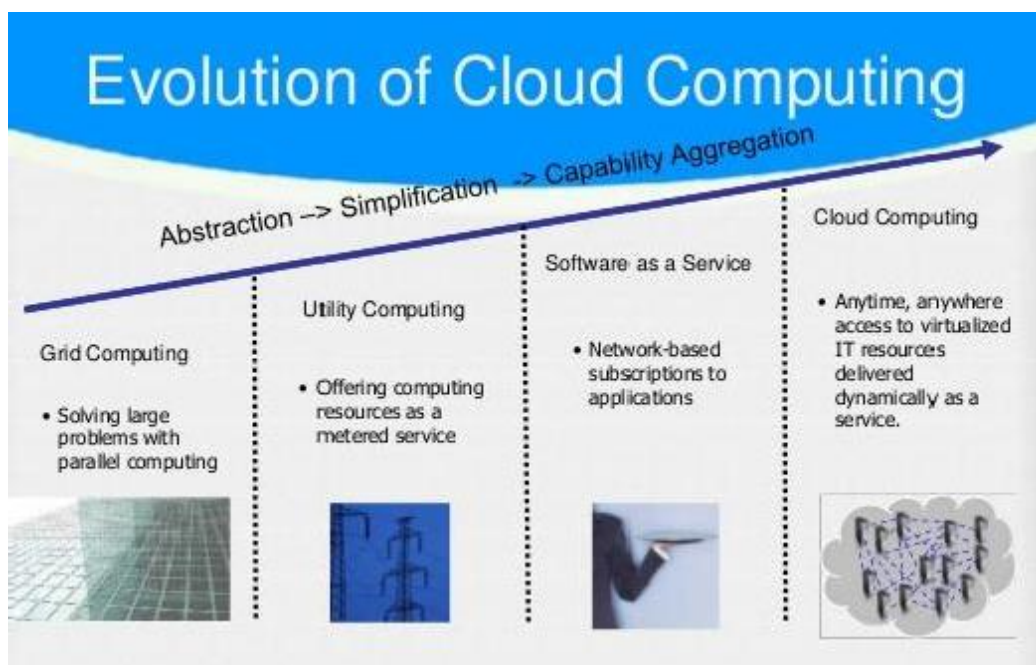 Evolution of Cloud Computing
Abstraction –> Simplification -> Capability Aggregation
Grid Computing
• Solving large
problems with
parallel computing
Utility Computing
• Offering computing
resources as a
metered service
Software as a Service
• Network-based
subscriptions to
applications
Cloud Computing
• Anytime, anywhere
access to virtualized
IT resources
delivered
dynamically as a
service.